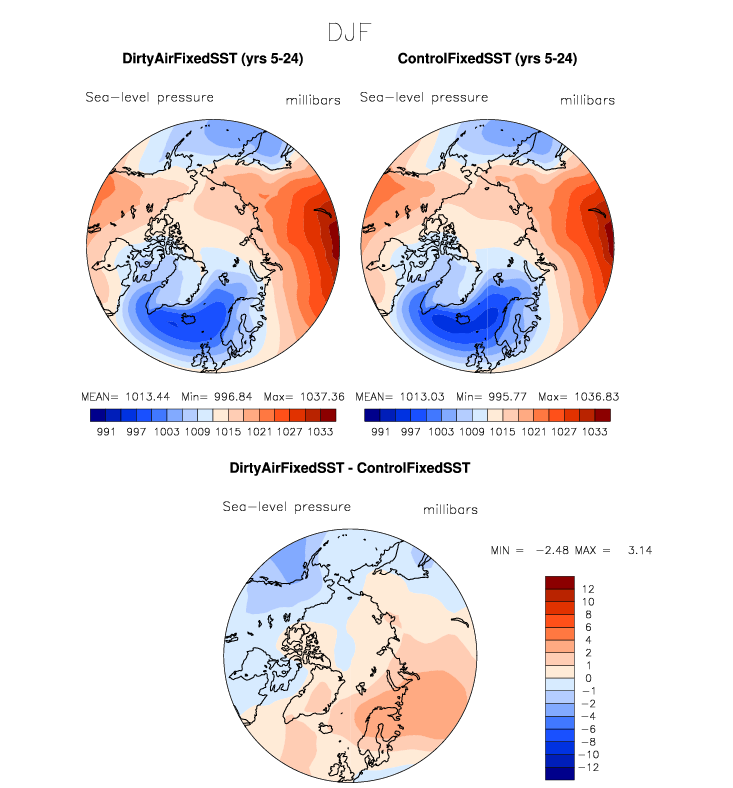 DJF
DirtyAirFixedSST (yrs 5-24) ControlFixedSST (yrs 5-24)
Sea-level pressure millibars Sea-level pressure millibars
MEAN= 1013.44 Min= 996.84 Max= 1037.36 MEAN= 1013.03 Min= 995.77 Max= 1036.83
991 997 1003 1009 1015 1021 1027 1033 991 997 1003 1009 1015 1021 1027 1033
DirtyAirFixedSST - ControlFixedSST
Sea-level pressure millibars
MIN = -2.48 MAX = 3.14
12
10
8
6
4
2
1
0
-1
-2
-4
-6
-8
-10
-12